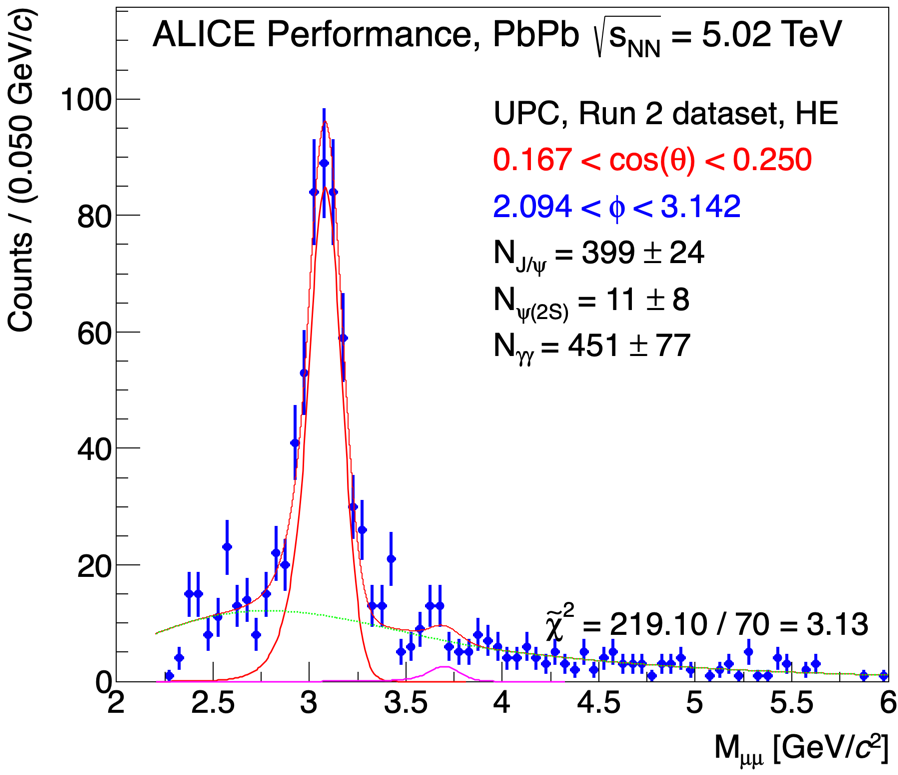 ALICE Performance, PbPb √s_NN = 5.02 TeV
UPC, Run 2 dataset, HE
0.167 < cos(θ) < 0.250
2.094 < ϕ < 3.142
N_J/ψ = 399 ± 24
N_ψ(2S) = 11 ± 8
N_γγ = 451 ± 77
χ̃² = 219.10 / 70 = 3.13
Counts / (0.050 GeV/c)
100
80
60
40
20
0
2 2.5 3 3.5 4 4.5 5 5.5 6
M_μμ [GeV/c²]